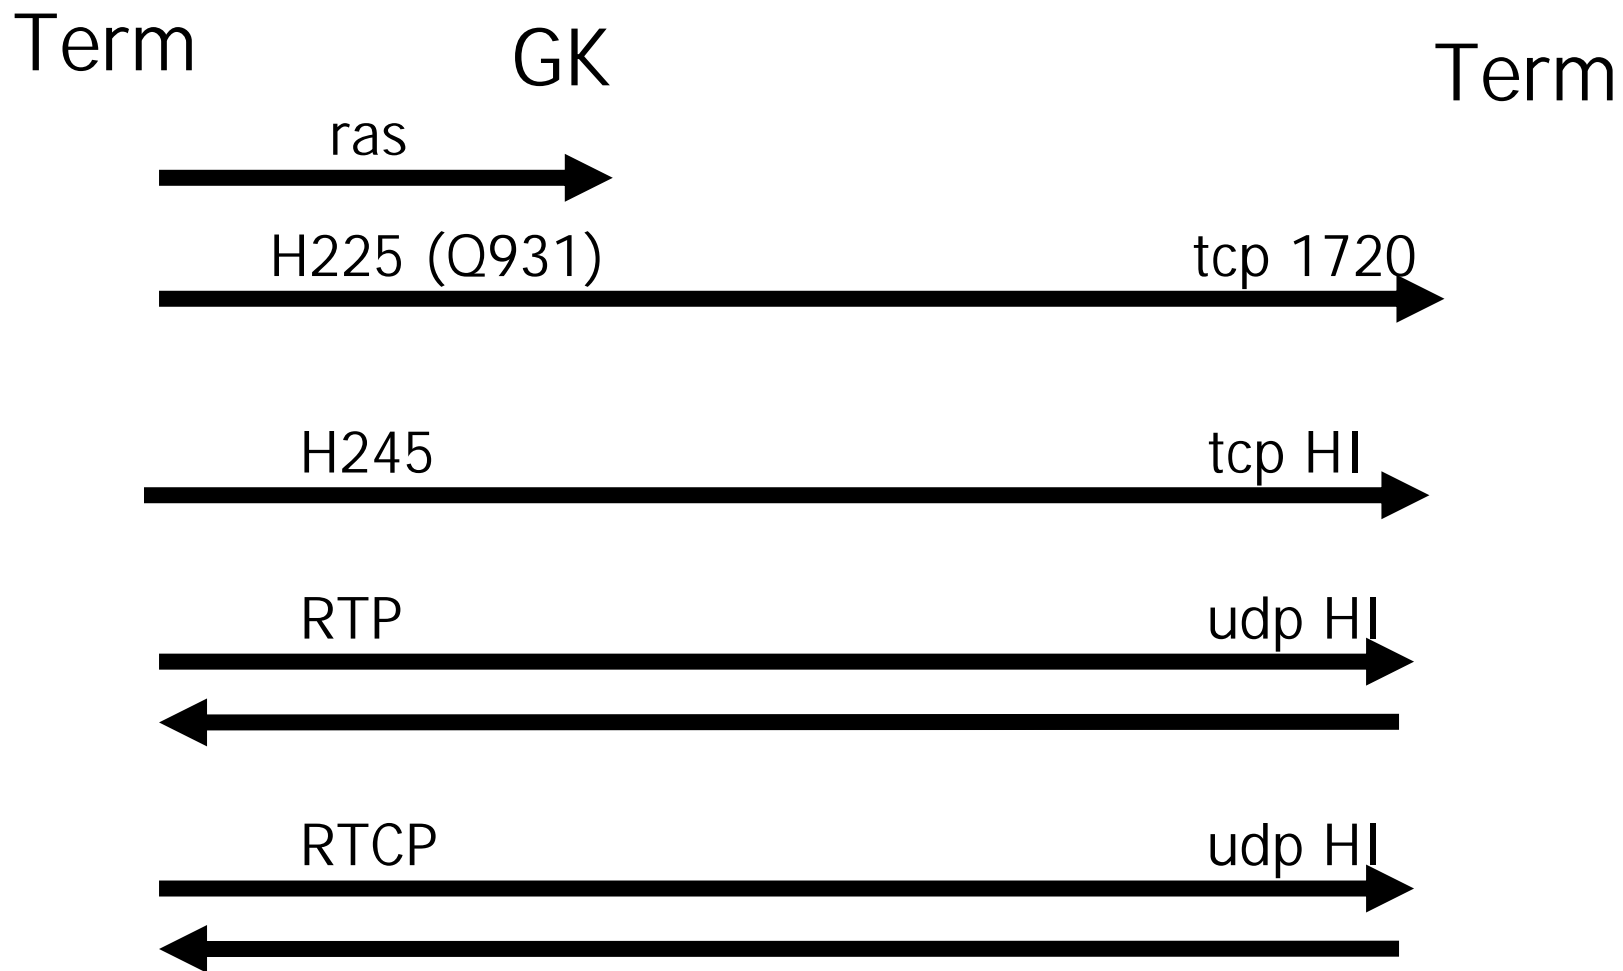 Term GK Term
ras
H225 (Q931) tcp 1720
H245 tcp HI
RTP udp HI
RTCP udp HI